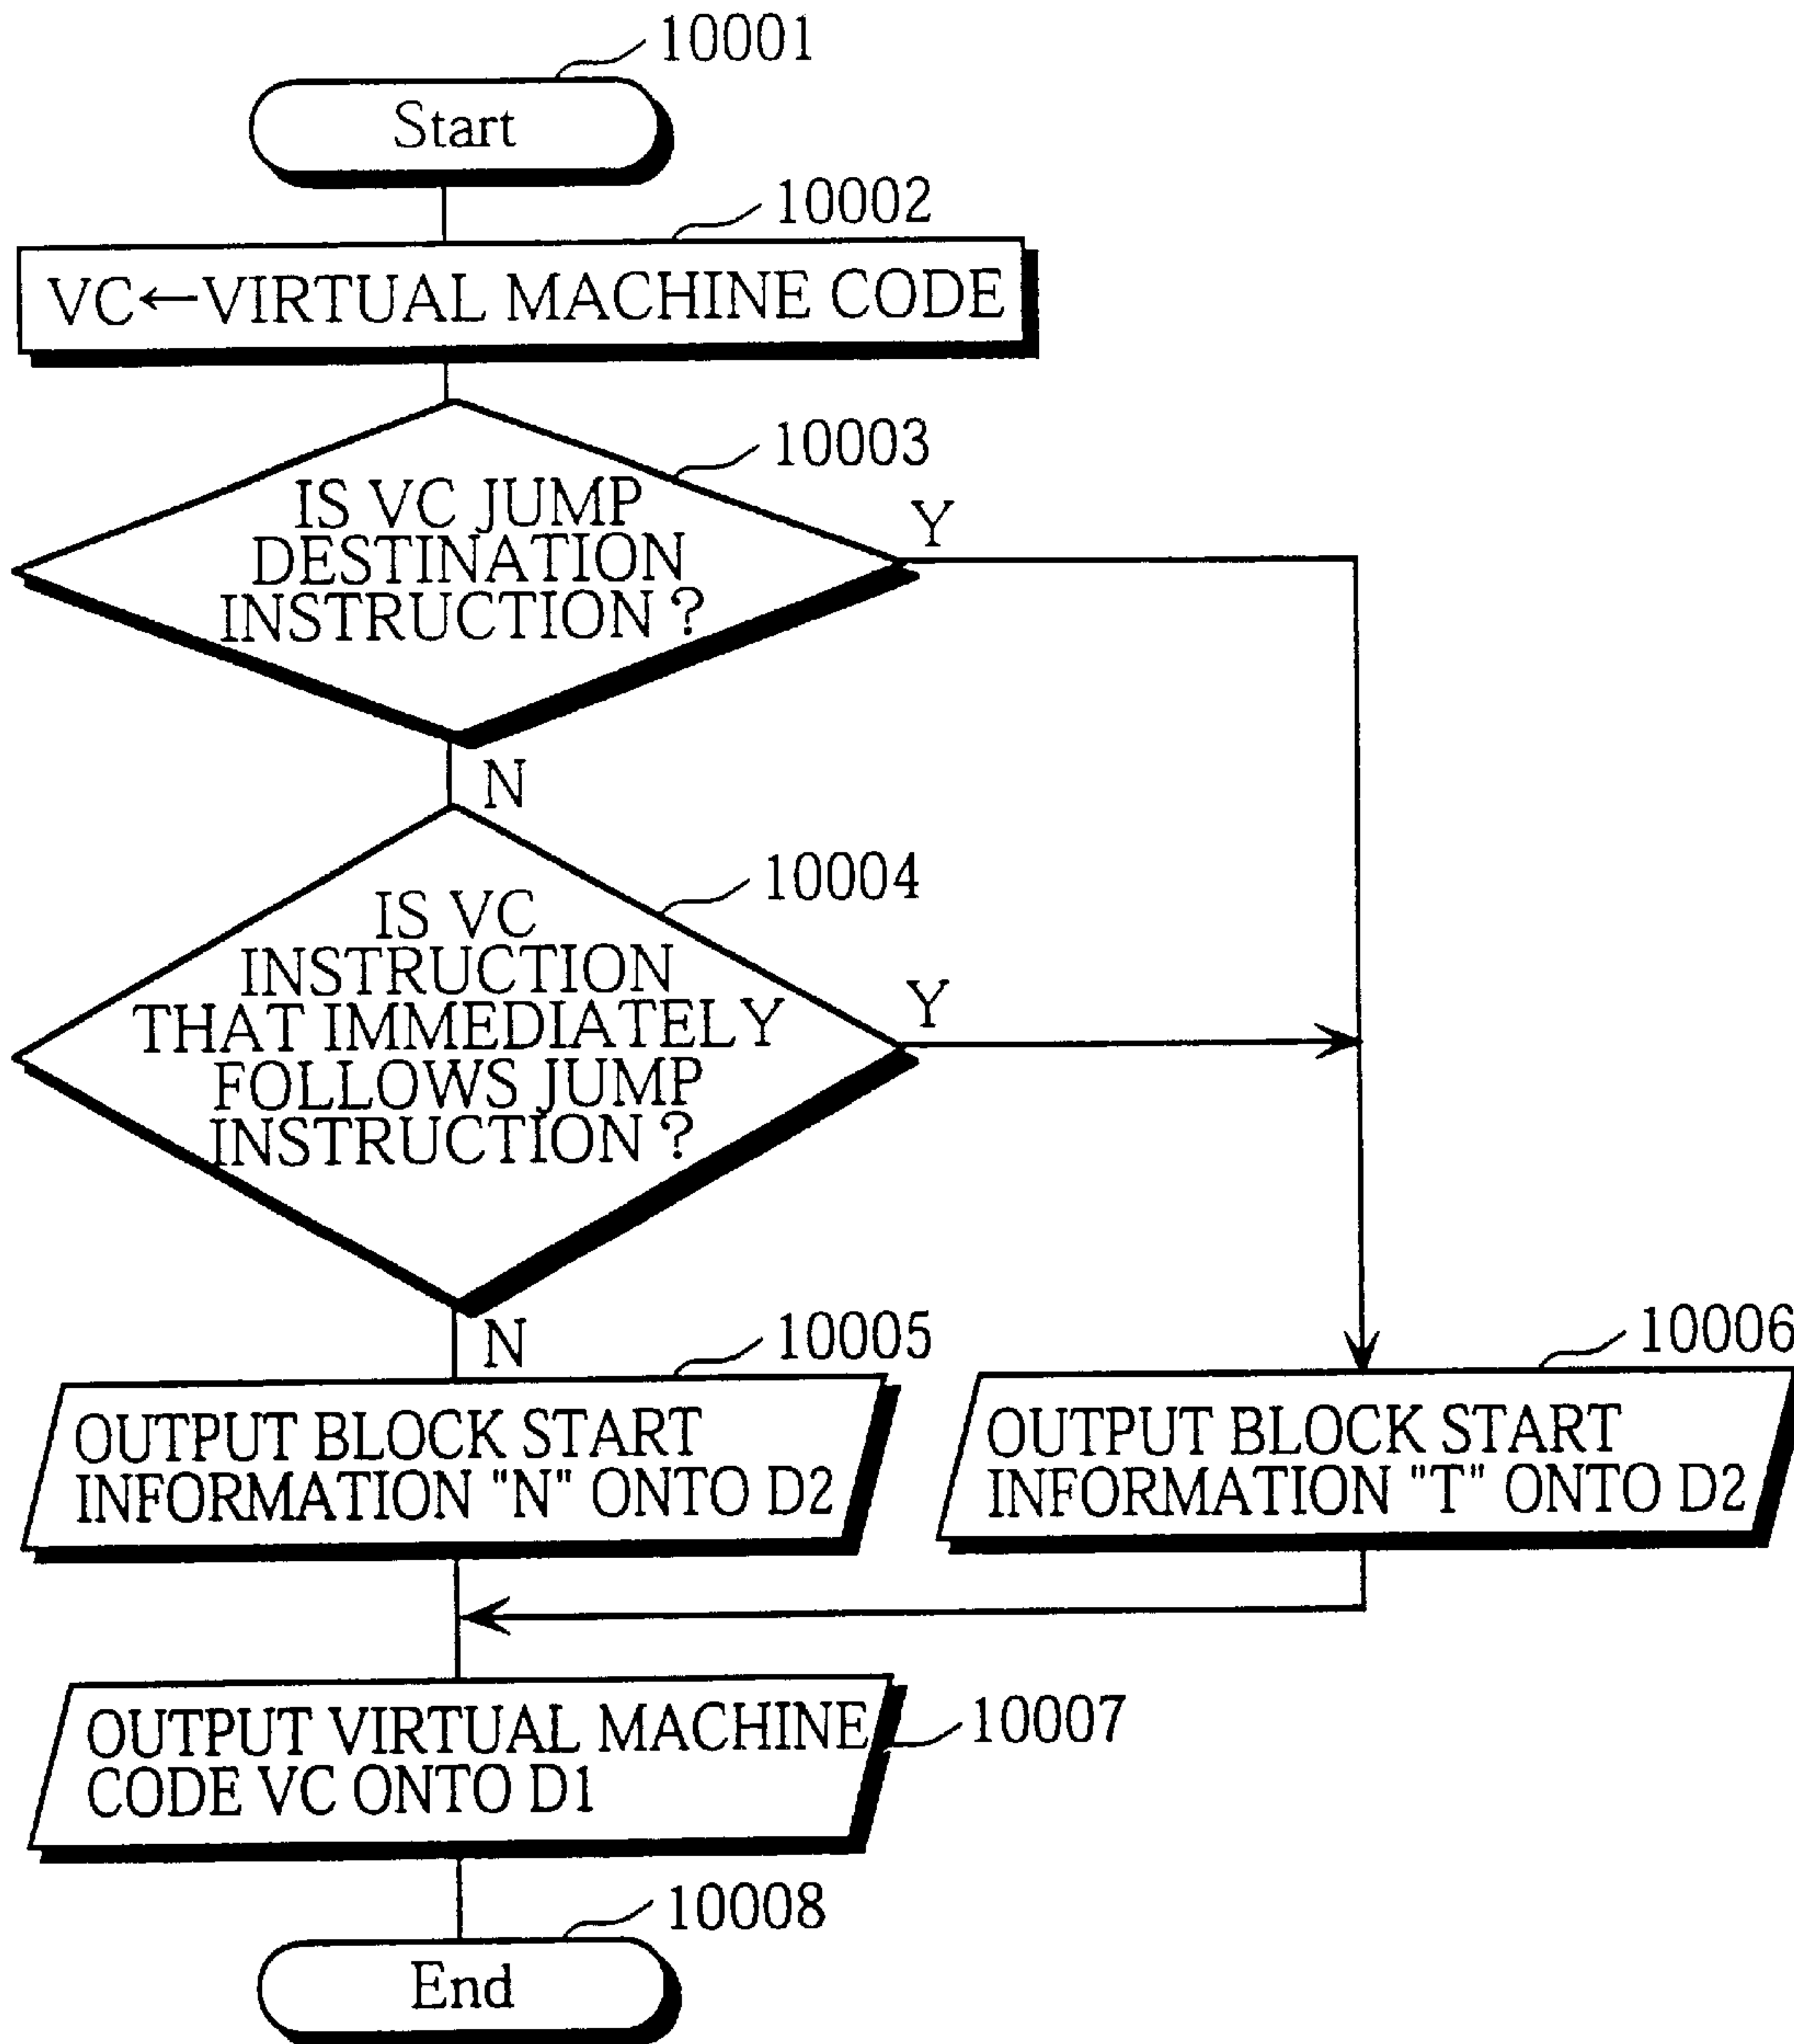 10001
Start
10002
VC←VIRTUAL MACHINE CODE
10003
IS VC JUMP
DESTINATION
INSTRUCTION ?
Y
N
10004
IS VC
INSTRUCTION
THAT IMMEDIATELY
FOLLOWS JUMP
INSTRUCTION ?
Y
N
10005
OUTPUT BLOCK START
INFORMATION "N" ONTO D2
10006
OUTPUT BLOCK START
INFORMATION "T" ONTO D2
OUTPUT VIRTUAL MACHINE
CODE VC ONTO D1
10007
10008
End